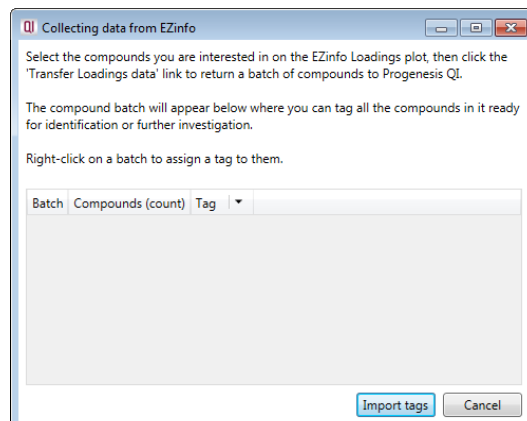 QI Collecting data from EZinfo
Select the compounds you are interested in on the EZinfo Loadings plot, then click the
'Transfer Loadings data' link to return a batch of compounds to Progenesis QI.
The compound batch will appear below where you can tag all the compounds in it ready
for identification or further investigation.
Right-click on a batch to assign a tag to them.
Batch Compounds (count) Tag
Import tags Cancel